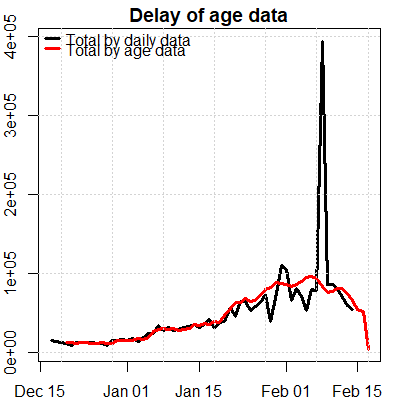 Delay of age data
Total by daily data
Total by age data
4e+05
3e+05
2e+05
1e+05
0e+00
Dec 15
Jan 01
Jan 15
Feb 01
Feb 15